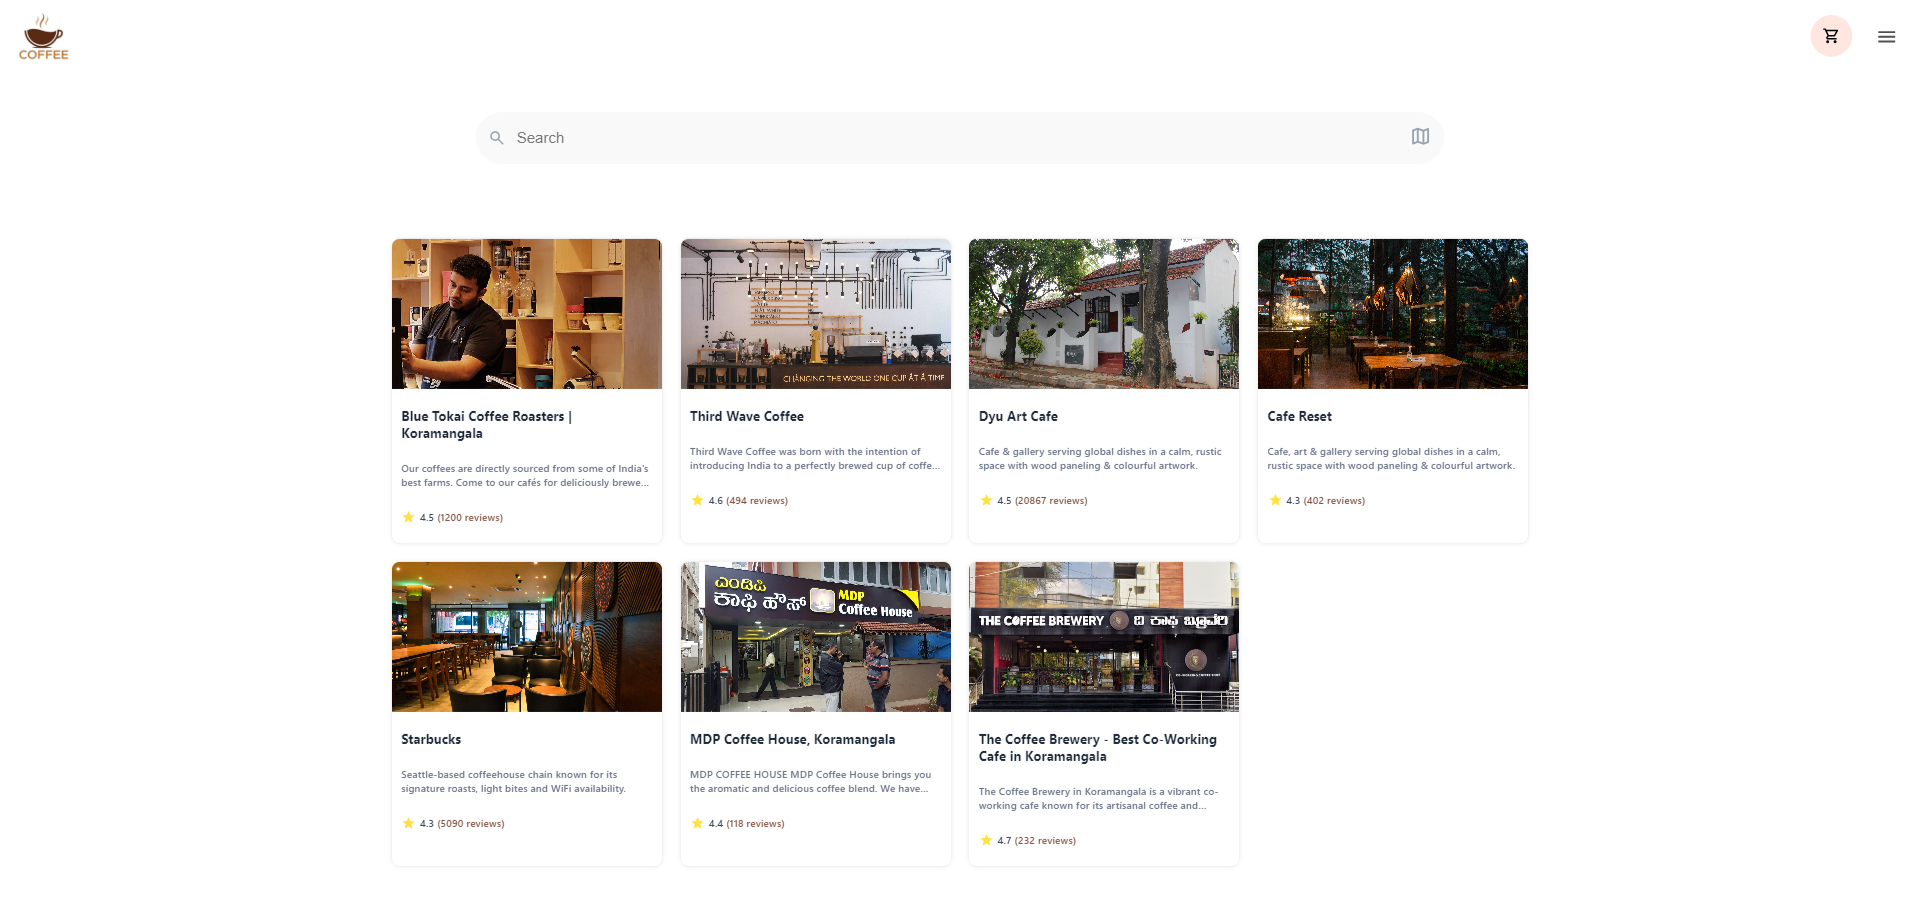 COFFEE
Search
CHANGING THE WORLD ONE CUP AT A TIME
Blue Tokai Coffee Roasters |
Koramangala
Our coffees are directly sourced from some of India's
best farms. Come to our cafés for deliciously brewe...
4.5 (1200 reviews)
Third Wave Coffee
Third Wave Coffee was born with the intention of
introducing India to a perfectly brewed cup of coffe...
4.6 (494 reviews)
Dyu Art Cafe
Cafe & gallery serving global dishes in a calm, rustic
space with wood paneling & colourful artwork.
4.5 (20867 reviews)
Cafe Reset
Cafe, art & gallery serving global dishes in a calm,
rustic space with wood paneling & colourful artwork.
4.3 (402 reviews)
Starbucks
Seattle-based coffeehouse chain known for its
signature roasts, light bites and WiFi availability.
4.3 (5090 reviews)
ಎಂಡಿಪಿ
ಕಾಫಿ ಹೌಸ್
MDP
Coffee House
MDP Coffee House, Koramangala
MDP COFFEE HOUSE MDP Coffee House brings you
the aromatic and delicious coffee blend. We have...
4.4 (118 reviews)
THE COFFEE BREWERY ದಿ ಕಾಫಿ ಬ್ರೂವರಿ
CO-WORKING COFFEE SHOP
The Coffee Brewery - Best Co-Working
Cafe in Koramangala
The Coffee Brewery in Koramangala is a vibrant co-
working cafe known for its artisanal coffee and...
4.7 (232 reviews)